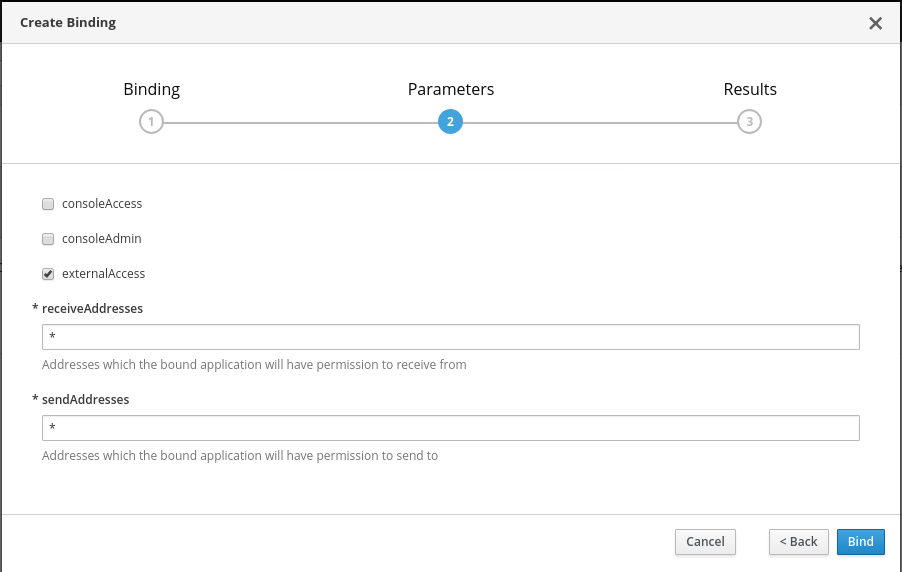 Create Binding
Binding Parameters Results
1 2 3
consoleAccess
consoleAdmin
externalAccess
* receiveAddresses
*
Addresses which the bound application will have permission to receive from
* sendAddresses
*
Addresses which the bound application will have permission to send to
Cancel < Back Bind